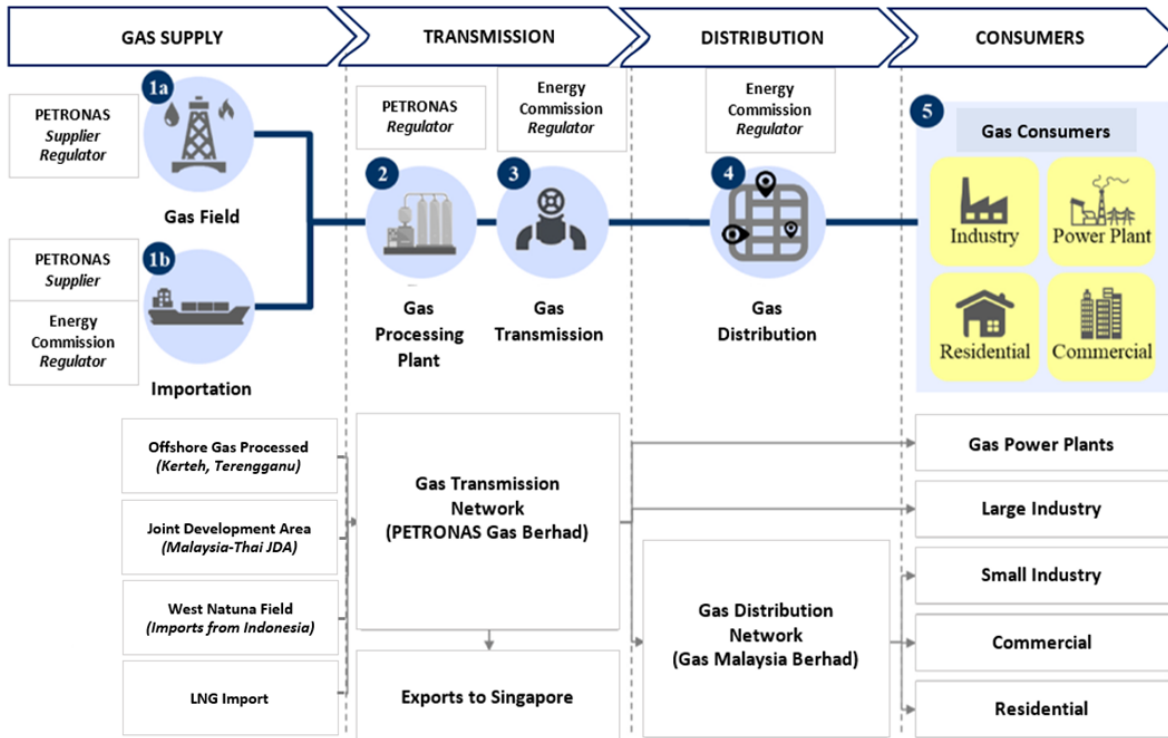 GAS SUPPLY
TRANSMISSION
DISTRIBUTION
CONSUMERS
PETRONAS
Supplier
Regulator
1a
Gas Field
PETRONAS
Supplier
Energy
Commission
Regulator
1b
Importation
PETRONAS
Regulator
2
Gas
Processing
Plant
Energy
Commission
Regulator
3
Gas
Transmission
Energy
Commission
Regulator
4
Gas
Distribution
5
Gas Consumers
Industry
Power Plant
Residential
Commercial
Offshore Gas Processed
(Kerteh, Terengganu)
Joint Development Area
(Malaysia-Thai JDA)
West Natuna Field
(Imports from Indonesia)
LNG Import
Gas Transmission
Network
(PETRONAS Gas Berhad)
Exports to Singapore
Gas Distribution
Network
(Gas Malaysia Berhad)
Gas Power Plants
Large Industry
Small Industry
Commercial
Residential